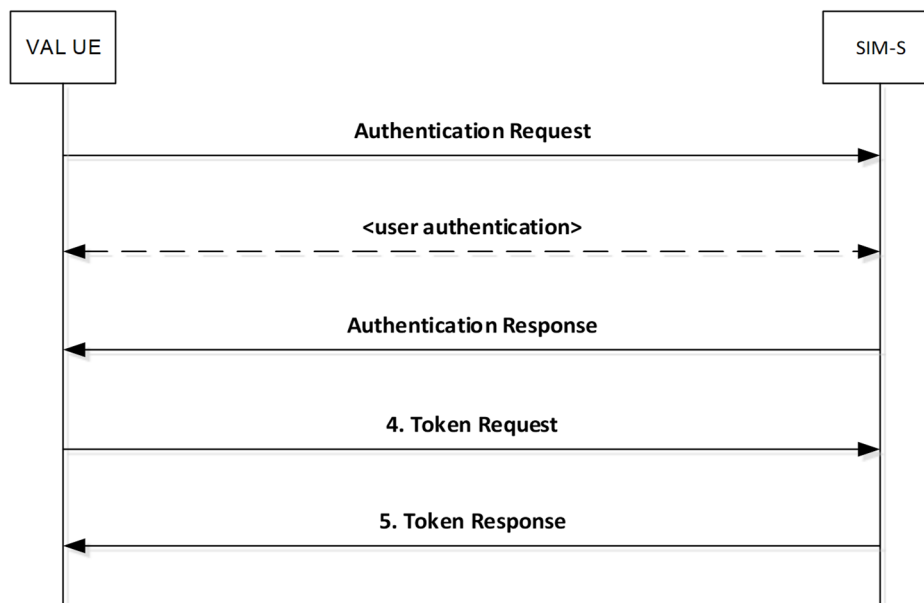 VAL UE
SIM-S
Authentication Request
<user authentication>
Authentication Response
4. Token Request
5. Token Response